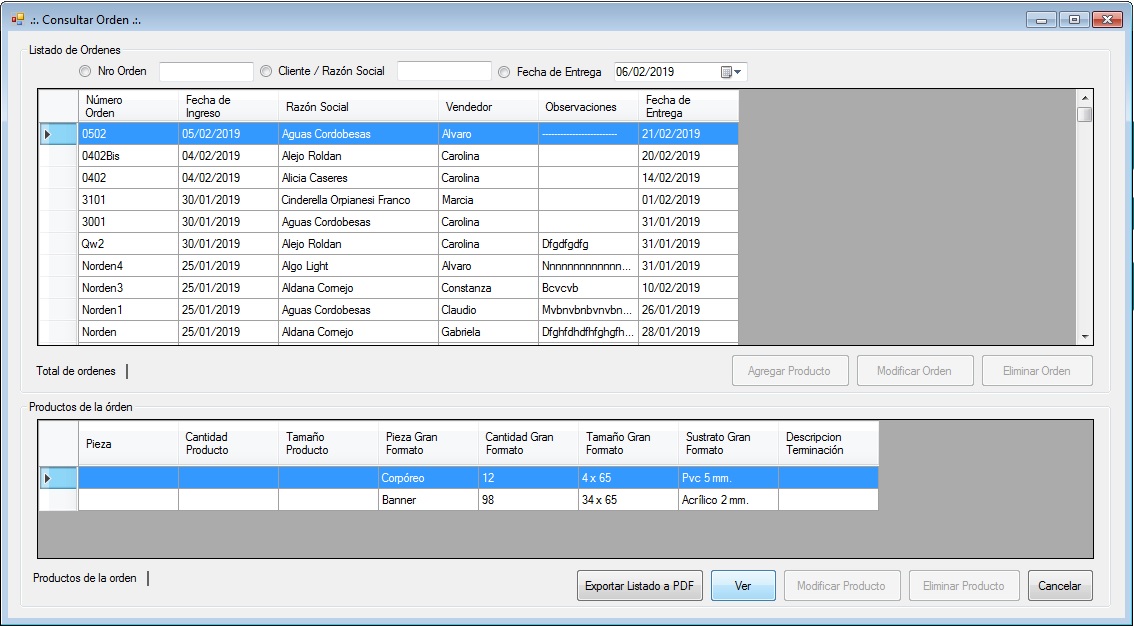 .:. Consultar Orden .:.
Listado de Ordenes
Nro Orden Cliente / Razón Social Fecha de Entrega 06/02/2019
Número Orden Fecha de Ingreso Razón Social Vendedor Observaciones Fecha de Entrega
0502 05/02/2019 Aguas Cordobesas Alvaro ------------------------- 21/02/2019
0402Bis 04/02/2019 Alejo Roldan Carolina 20/02/2019
0402 04/02/2019 Alicia Caseres Carolina 14/02/2019
3101 30/01/2019 Cinderella Orpianesi Franco Marcia 01/02/2019
3001 30/01/2019 Aguas Cordobesas Carolina 31/01/2019
Qw2 30/01/2019 Alejo Roldan Carolina Dfgdfgdfg 31/01/2019
Norden4 25/01/2019 Algo Light Alvaro Nnnnnnnnnnnnn... 31/01/2019
Norden3 25/01/2019 Aldana Cornejo Constanza Bcvcvb 10/02/2019
Norden1 25/01/2019 Aguas Cordobesas Claudio Mvbnvbnbvnvbn... 26/01/2019
Norden 25/01/2019 Aldana Cornejo Gabriela Dfghfdhdfhfghgfh... 28/01/2019
Total de ordenes
Agregar Producto Modificar Orden Eliminar Orden
Productos de la órden
Pieza Cantidad Producto Tamaño Producto Pieza Gran Formato Cantidad Gran Formato Tamaño Gran Formato Sustrato Gran Formato Descripcion Terminación
Corpóreo 12 4 x 65 Pvc 5 mm.
Banner 98 34 x 65 Acrílico 2 mm.
Productos de la orden
Exportar Listado a PDF Ver Modificar Producto Eliminar Producto Cancelar